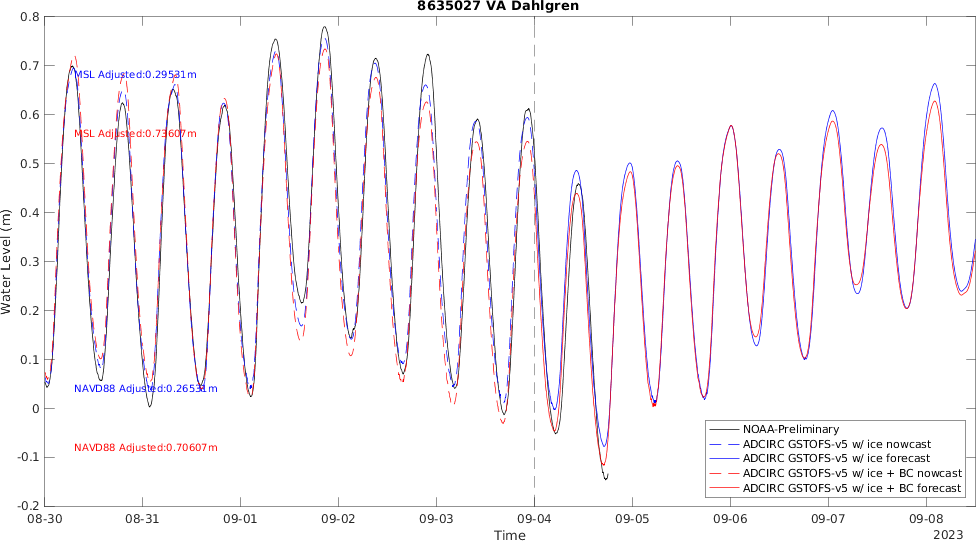 8635027 VA Dahlgren
0.8
0.7
0.6
0.5
0.4
0.3
0.2
0.1
0
-0.1
-0.2
Water Level (m)
MSL Adjusted:0.29531m
MSL Adjusted:0.73607m
NAVD88 Adjusted:0.26531m
NAVD88 Adjusted:0.70607m
NOAA-Preliminary
ADCIRC GSTOFS-v5 w/ ice nowcast
ADCIRC GSTOFS-v5 w/ ice forecast
ADCIRC GSTOFS-v5 w/ ice + BC nowcast
ADCIRC GSTOFS-v5 w/ ice + BC forecast
08-30 08-31 09-01 09-02 09-03 09-04 09-05 09-06 09-07 09-08
Time
2023